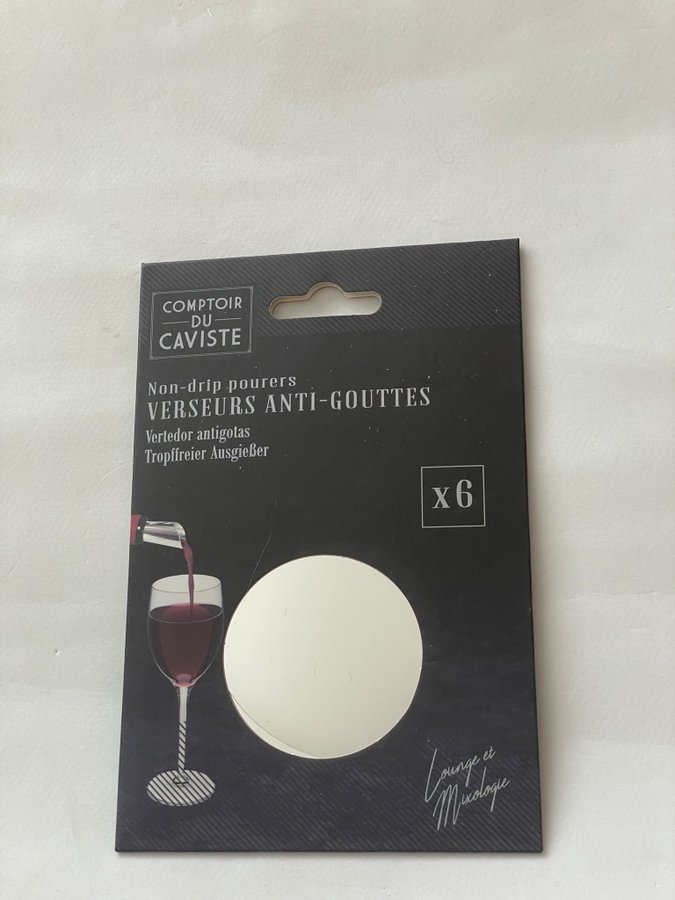 COMPTOIR
DU
CAVISTE
Non-drip pourers
VERSEURS ANTI-GOUTTES
Vertedor antigotas
Tropffreier Ausgießer
x6
Lounge et
Mixologie